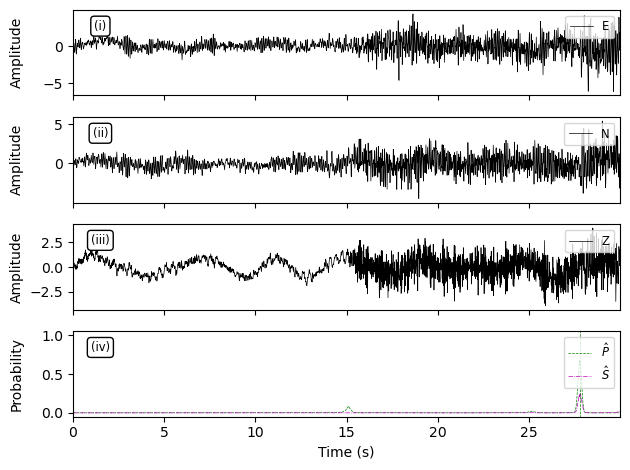 (i)
E
Amplitude
0
−5
(ii)
N
Amplitude
5
0
(iii)
Z
Amplitude
2.5
0.0
−2.5
(iv)
P̂
Ŝ
Probability
1.0
0.5
0.0
0 5 10 15 20 25
Time (s)